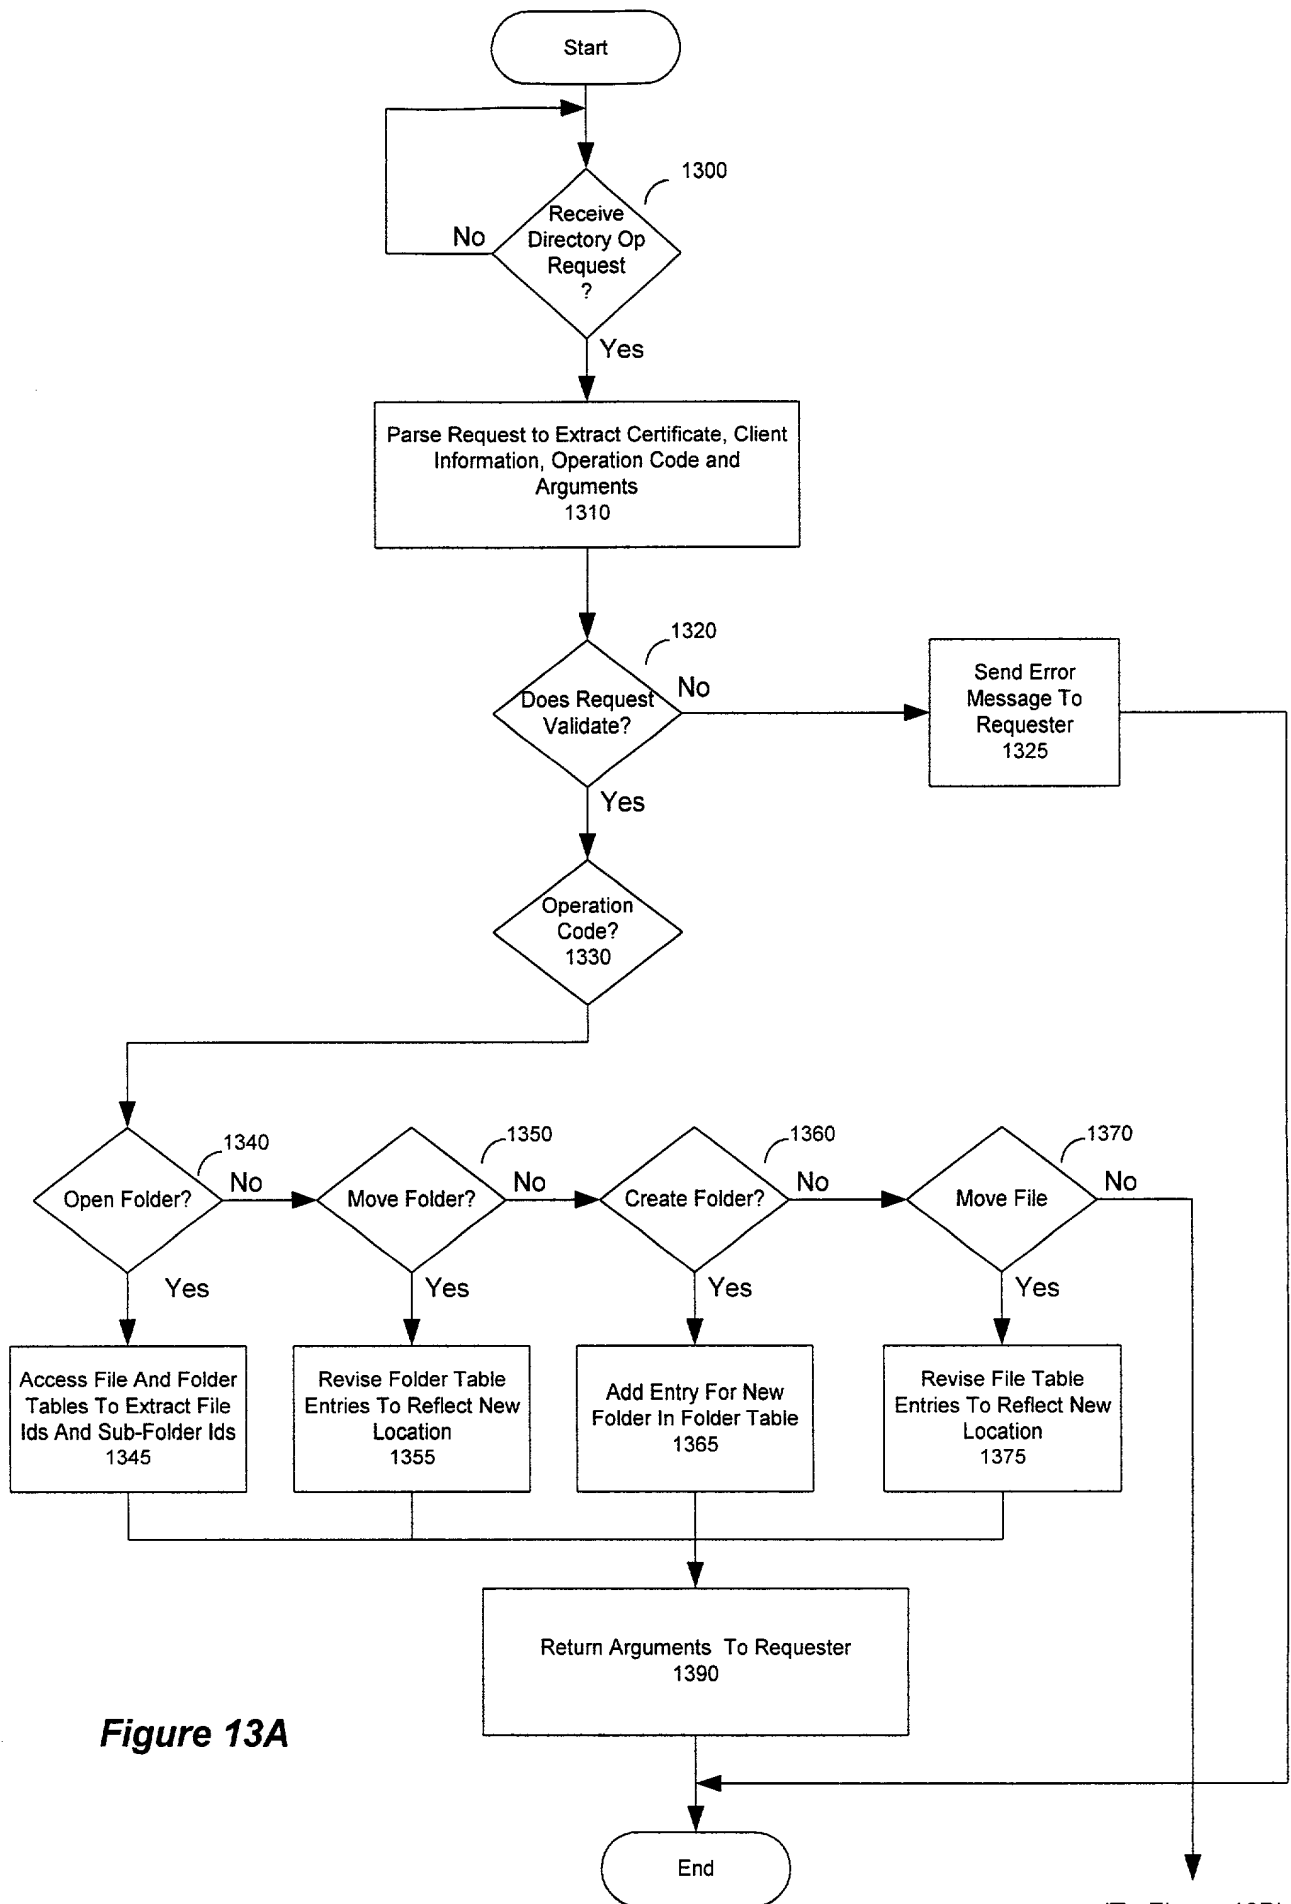 Start
1300
Receive
Directory Op
Request
?
No
Yes
Parse Request to Extract Certificate, Client
Information, Operation Code and
Arguments
1310
1320
Does Request
Validate?
No
Yes
Send Error
Message To
Requester
1325
Operation
Code?
1330
1340
Open Folder?
No
Yes
1350
Move Folder?
No
Yes
1360
Create Folder?
No
Yes
1370
Move File
No
Yes
Access File And Folder
Tables To Extract File
Ids And Sub-Folder Ids
1345
Revise Folder Table
Entries To Reflect New
Location
1355
Add Entry For New
Folder In Folder Table
1365
Revise File Table
Entries To Reflect New
Location
1375
Return Arguments To Requester
1390
Figure 13A
End